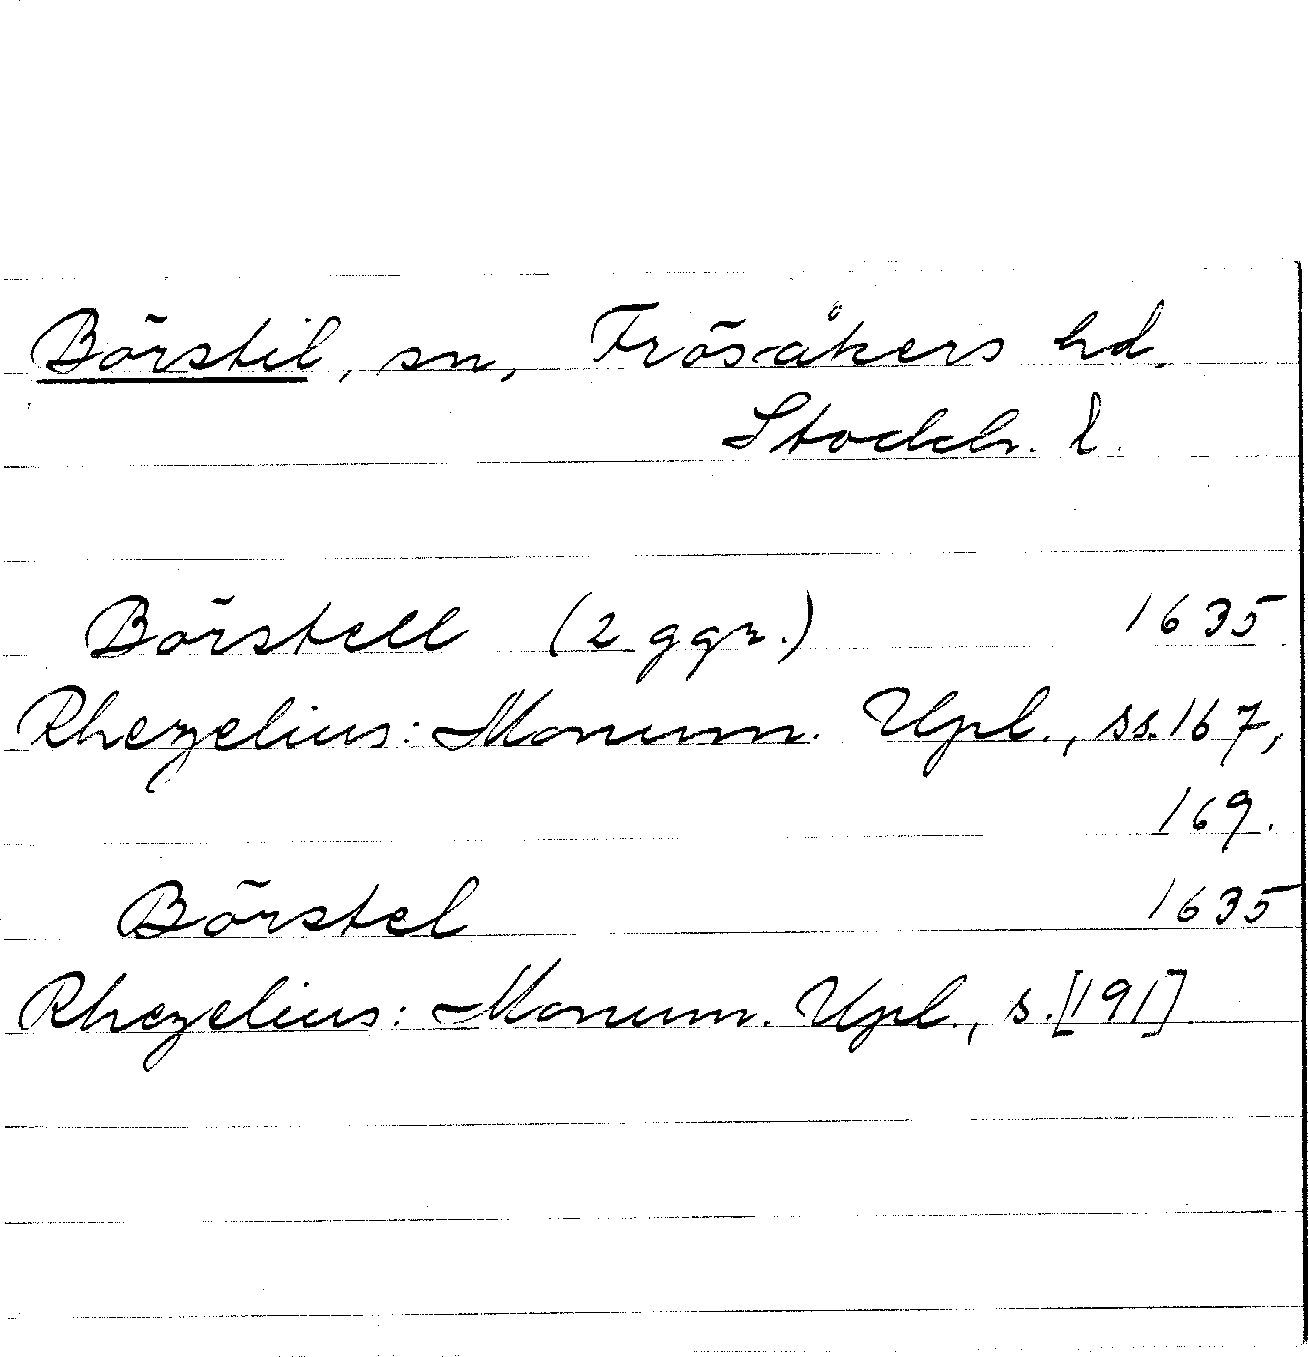 Börstil, sn, Frösåkers hd.
Stockh. l.
Börstell (2 ggr.) 1635
Rhezelius: Monum. Upl., ss. 167,
169.
Börstel 1635
Rhezelius: Monum. Upl., s. [191].